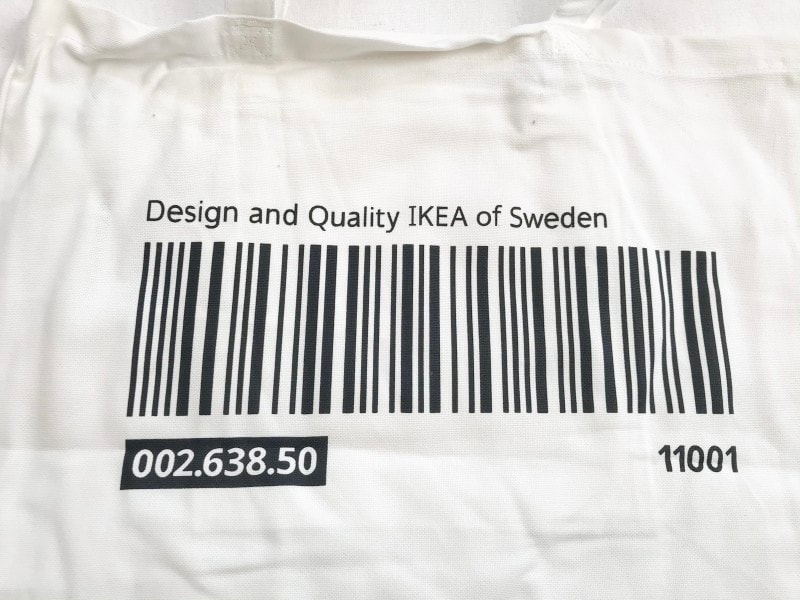 Design and Quality IKEA of Sweden
002.638.50
11001